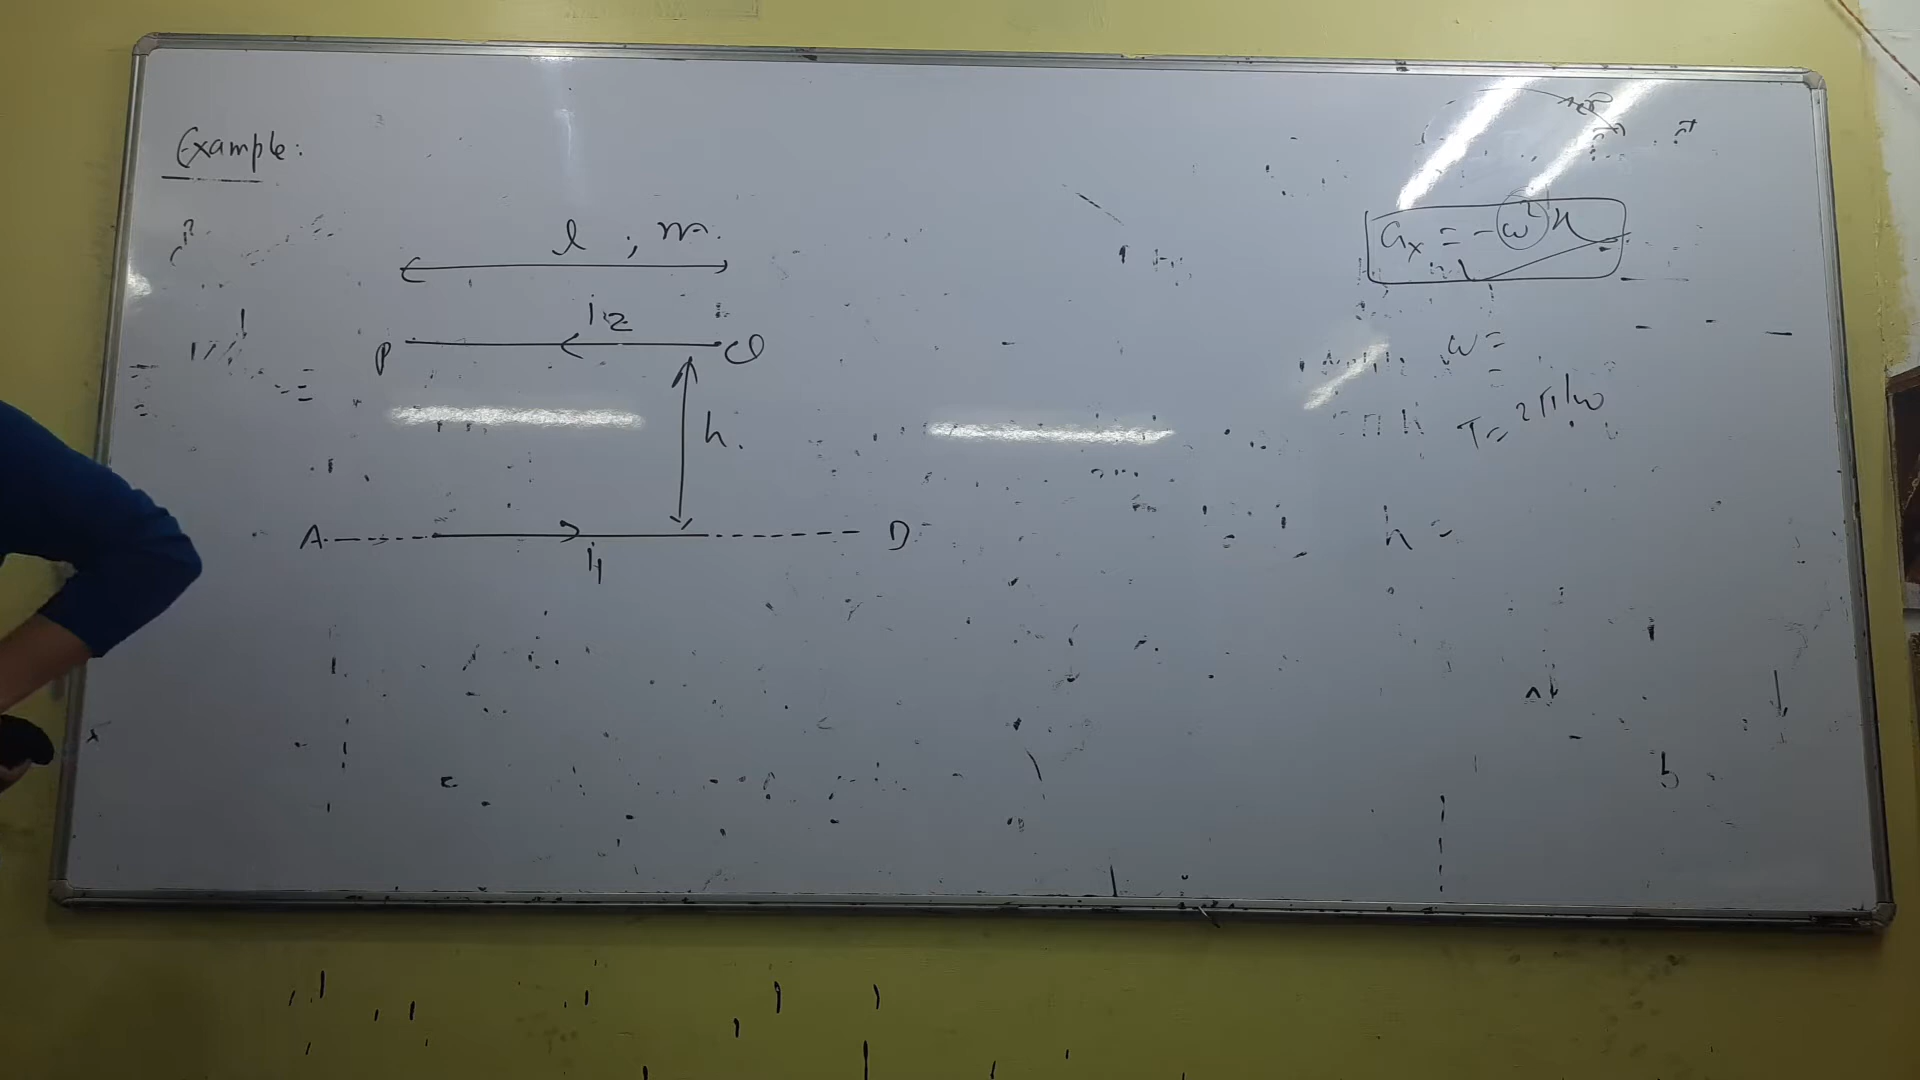 Example:
l ; m.
i2
P Q
h.
A D
i1
ax = -ω²x
ω =
T = 2π/ω
h =